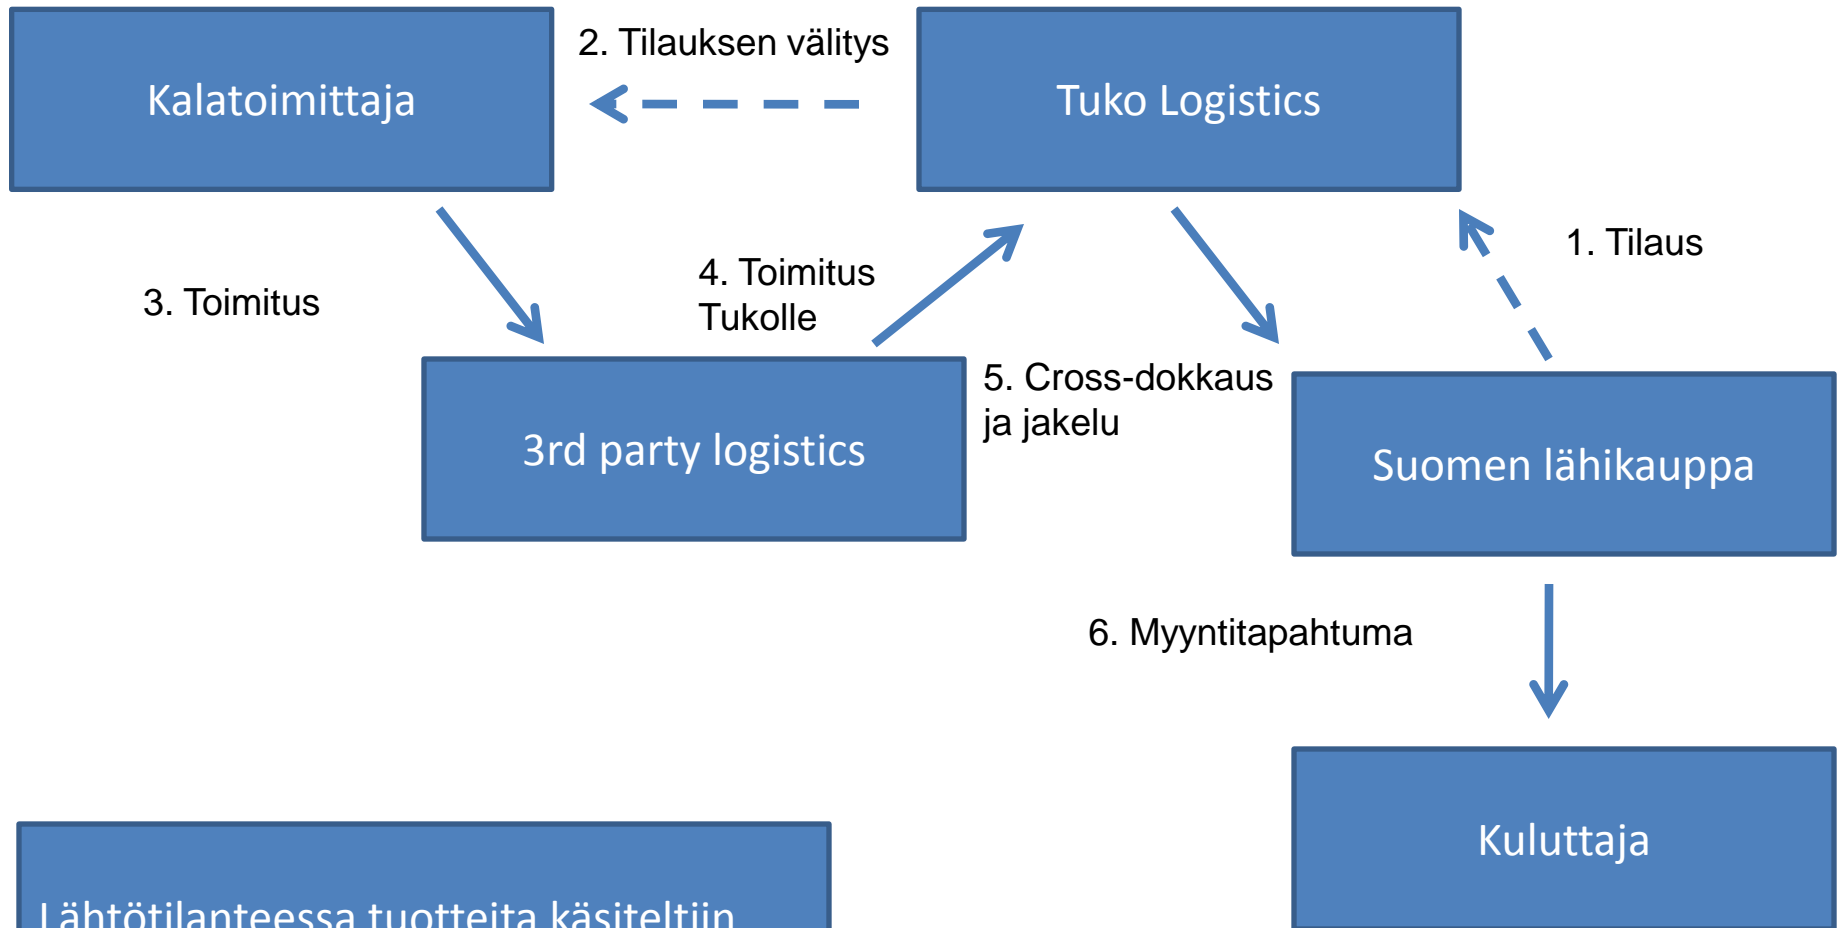 2. Tilauksen välitys
Kalatoimittaja
Tuko Logistics
1. Tilaus
3. Toimitus
4. Toimitus
Tukolle
5. Cross-dokkaus
ja jakelu
3rd party logistics
Suomen lähikauppa
6. Myyntitapahtuma
Kuluttaja
Lähtötilanteessa tuotteita käsiteltiin